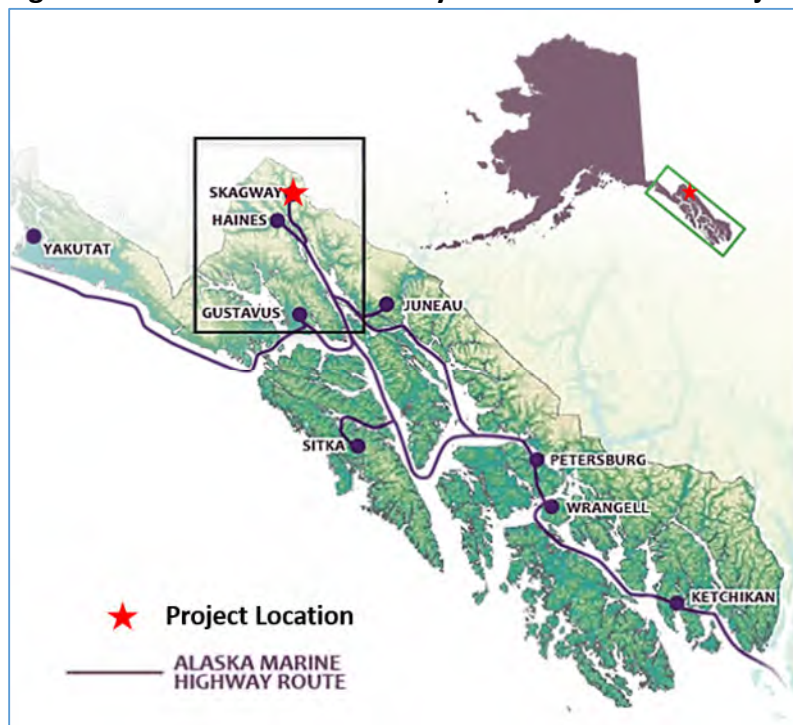 SKAGWAY
HAINES
YAKUTAT
GUSTAVUS
JUNEAU
SITKA
PETERSBURG
WRANGELL
KETCHIKAN
Project Location
ALASKA MARINE
HIGHWAY ROUTE